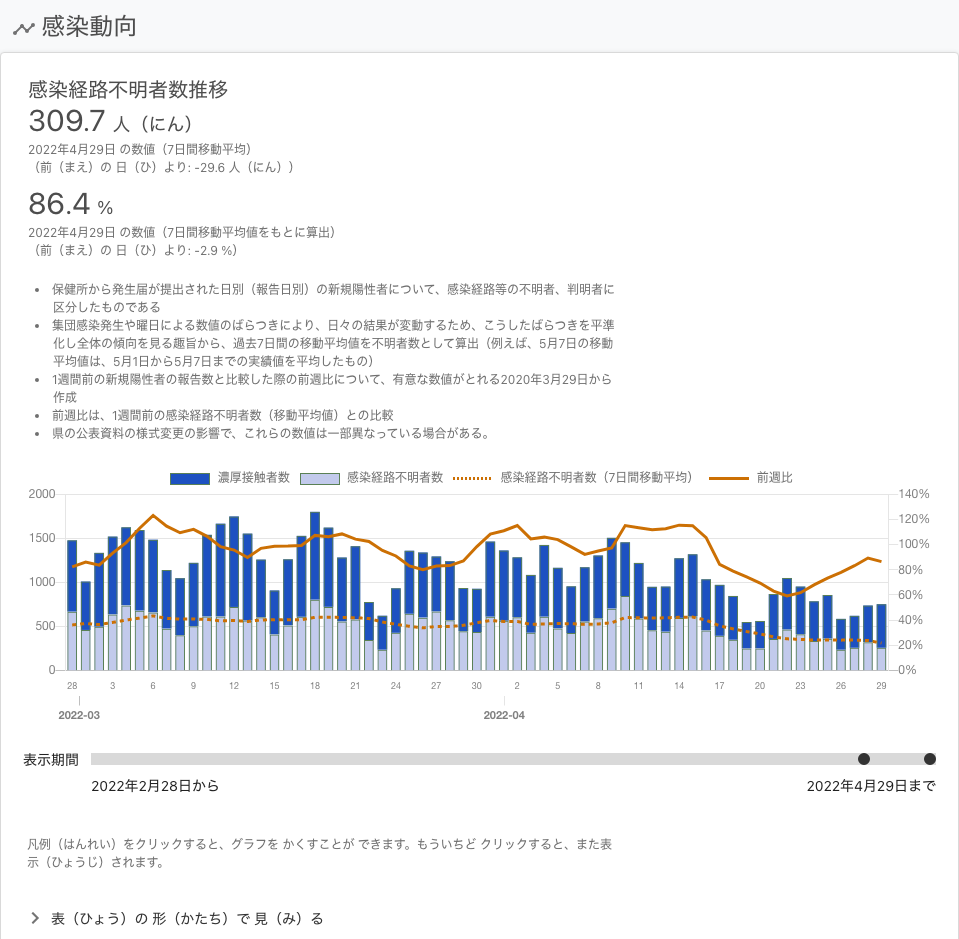 感染動向
感染経路不明者数推移
309.7 人（にん）
2022年4月29日 の数値（7日間移動平均）
（前（まえ）の 日（ひ）より: -29.6 人（にん））
86.4 %
2022年4月29日 の数値（7日間移動平均値をもとに算出）
（前（まえ）の 日（ひ）より: -2.9 %）
• 保健所から発生届が提出された日別（報告日別）の新規陽性者について、感染経路等の不明者、判明者に
区分したものである
• 集団感染発生や曜日による数値のばらつきにより、日々の結果が変動するため、こうしたばらつきを平準
化し全体の傾向を見る趣旨から、過去7日間の移動平均値を不明者数として算出（例えば、5月7日の移動
平均値は、5月1日から5月7日までの実績値を平均したもの）
• 1週間前の新規陽性者の報告数と比較した際の前週比について、有意な数値がとれる2020年3月29日から
作成
• 前週比は、1週間前の感染経路不明者数（移動平均値）との比較
• 県の公表資料の様式変更の影響で、これらの数値は一部異なっている場合がある。
濃厚接触者数 感染経路不明者数 感染経路不明者数（7日間移動平均） 前週比
2000 140%
120%
1500
100%
1000 80%
60%
500 40%
20%
0 0%
28 3 6 9 12 15 18 21 24 27 30 2 5 8 11 14 17 20 23 26 29
2022-03 2022-04
表示期間
2022年2月28日から 2022年4月29日まで
凡例（はんれい）をクリックすると、グラフを かくすことが できます。もういちど クリックすると、また表
示（ひょうじ）されます。
表（ひょう）の 形（かたち）で 見（み）る